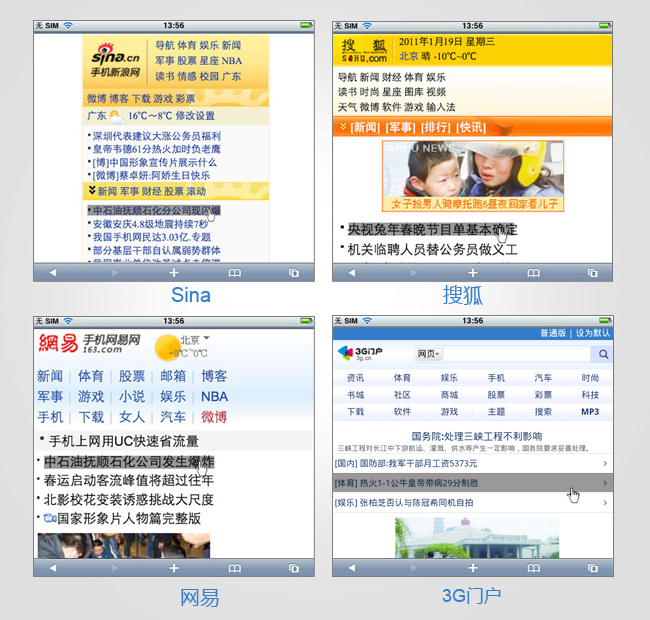 无 SIM 13:56
sina.cn
手机新浪网
导航 体育 娱乐 新闻
军事 股票 星座 NBA
读书 情感 校园 广东
微博 博客 下载 游戏 彩票
广东 16℃~8℃ 修改设置
深圳代表建议大涨公务员福利
皇帝韦德61分热火加时负老鹰
[博]中国形象宣传片展示什么
[微博]蔡卓妍:阿娇生日快乐
新闻 军事 财经 股票 滚动
中石油抚顺石化分公司现闪爆
安徽安庆4.8级地震持续7秒
我国手机网民达3.03亿.专题
部分基层干部自认属弱势群体
Sina
无 SIM 13:56
搜狐
SOHU.com
2011年1月19日 星期三
北京 晴 -10℃~0℃
导航 新闻 财经 体育 娱乐
读书 时尚 星座 图库 视频
天气 微博 软件 游戏 输入法
[新闻] [军事] [排行] [快讯]
SOHU NEWS
女子扮男人骑摩托跑6昼夜回家看儿子
央视兔年春晚节目单基本确定
机关临聘人员替公务员做义工
搜狐
无 SIM 13:56
網易 手机网易网
163.com
北京
-9℃~0℃
新闻 | 体育 | 股票 | 邮箱 | 博客
军事 | 游戏 | 小说 | 娱乐 | NBA
手机 | 下载 | 女人 | 汽车 | 微博
* 手机上网用UC快速省流量
中石油抚顺石化公司发生爆炸
春运启动客流峰值将超过往年
北影校花变装诱惑挑战大尺度
国家形象片人物篇完整版
网易
无 SIM 13:56
普通版 | 设为默认
3G门户
3g.cn
网页
资讯 体育 娱乐 手机 汽车 时尚
书城 社区 商城 股票 彩票 科技
下载 软件 游戏 主题 搜索 MP3
国务院:处理三峡工程不利影响
三峡工程对长江中下游航运、灌溉、供水等产生一定影响，国务院要求妥善处理。
[国内] 国防部:我军干部月工资5373元
[体育] 热火1-1公牛皇帝带病29分制胜
[娱乐] 张柏芝否认与陈冠希同机自拍
3G门户